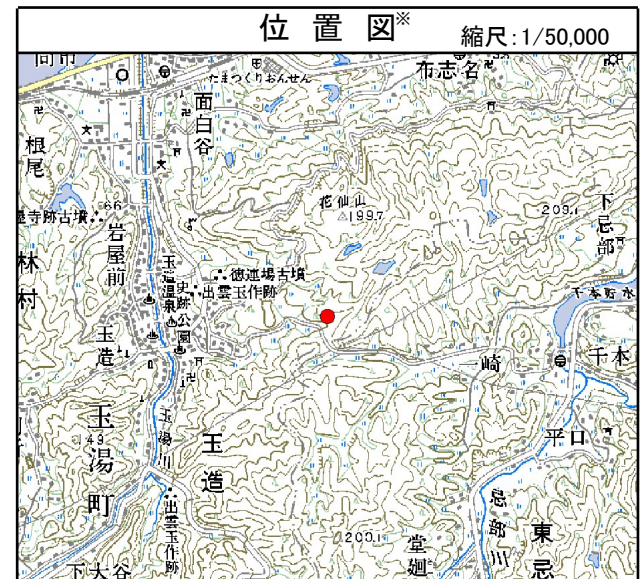 位置図※
縮尺:1/50,000
たまつくりおんせん
布志名
面白谷
根尾
花仙山
199.7
209.1
下忌部
66
岩屋前
林村
徳連場古墳
出雲玉作跡
玉造温泉
史跡公園
千本貯水
玉造
一崎
千本
149
玉湯町
玉湯川
玉造
平口
出雲玉作跡
忌部川
200.1
堂廻
東忌
下大谷